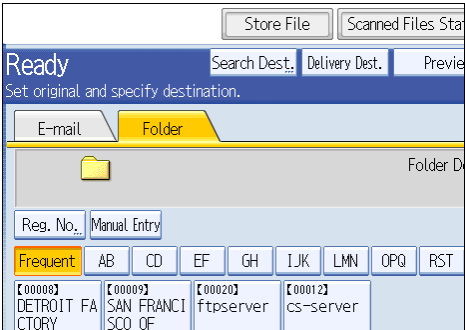 Store File Scanned Files Sta
Ready Search Dest. Delivery Dest. Previe
Set original and specify destination.
E-mail Folder
Folder D
Reg. No. Manual Entry
Frequent AB CD EF GH IJK LMN OPQ RST
[00008] [00009] [00020] [00012]
DETROIT FA SAN FRANCI ftpserver cs-server
CTORY SCO OF